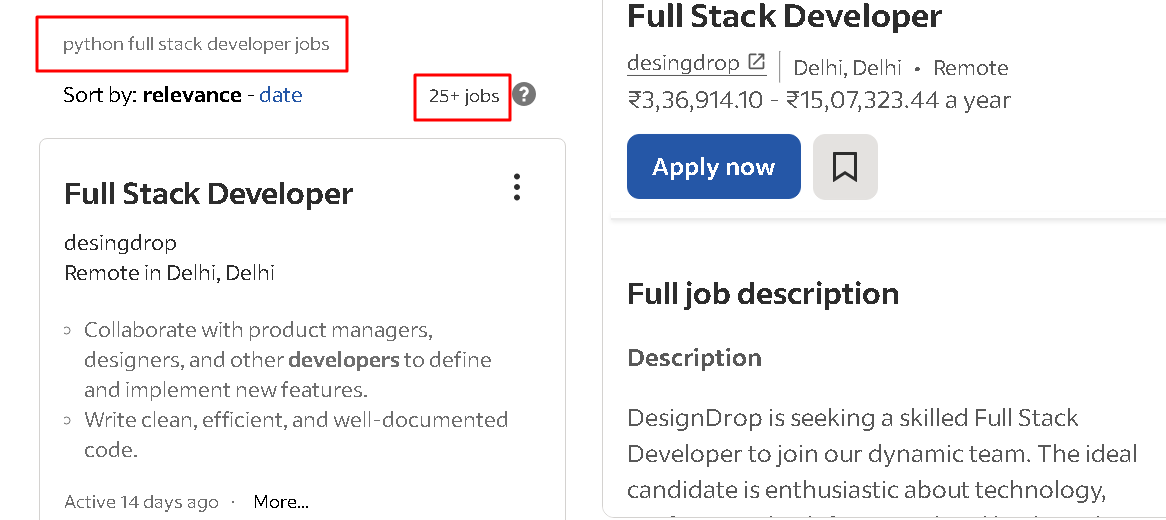 python full stack developer jobs
Sort by: relevance - date
25+ jobs
?
Full Stack Developer
desingdrop
Remote in Delhi, Delhi
Collaborate with product managers,
designers, and other developers to define
and implement new features.
Write clean, efficient, and well-documented
code.
Active 14 days ago · More...
Full Stack Developer
desingdrop
Delhi, Delhi • Remote
₹3,36,914.10 - ₹15,07,323.44 a year
Apply now
Full job description
Description
DesignDrop is seeking a skilled Full Stack
Developer to join our dynamic team. The ideal
candidate is enthusiastic about technology,